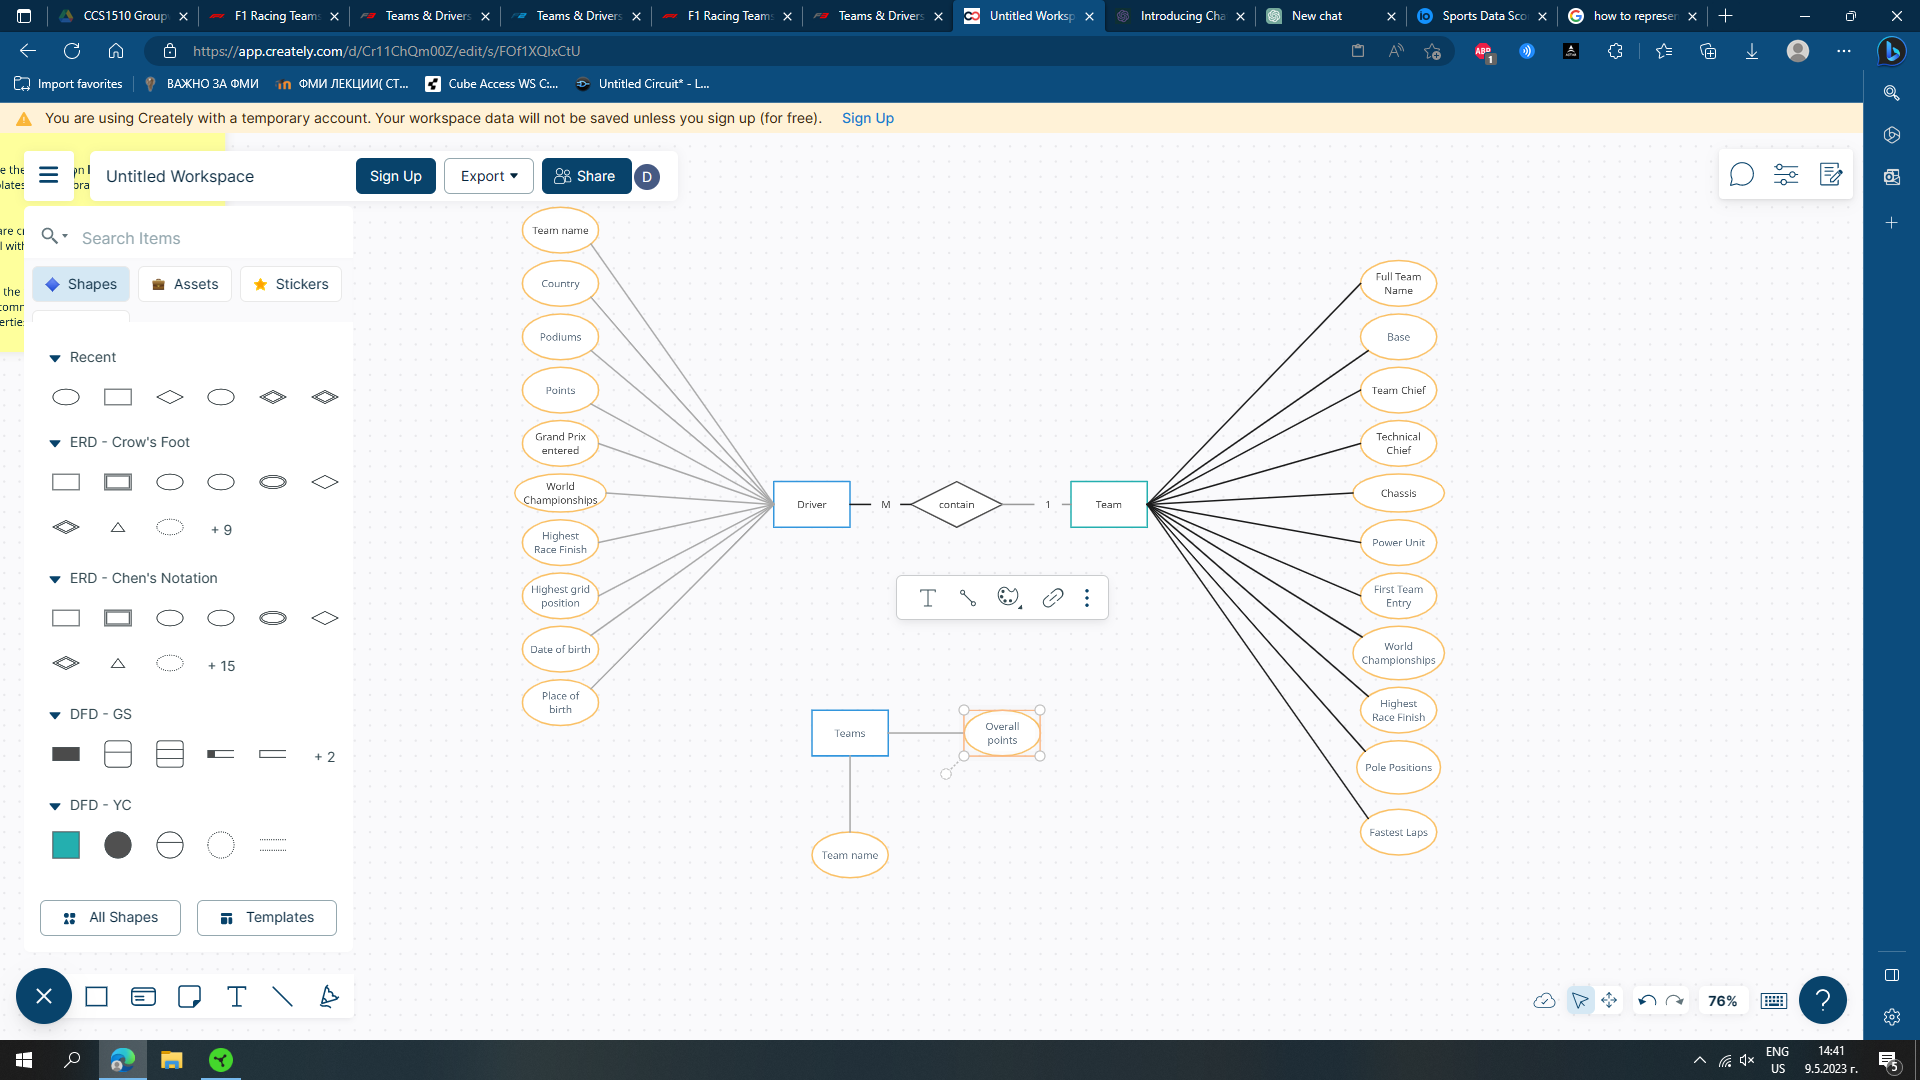 CCS1510 Group
F1 Racing Teams
Teams & Drivers
Teams & Drivers
F1 Racing Teams
Teams & Drivers
Untitled Worksp
Introducing Cha
New chat
Sports Data Sco
how to represen
https://app.creately.com/d/Cr11ChQm00Z/edit/s/FOf1XQIxCtU
ABP
1
Import favorites
ВАЖНО ЗА ФМИ
ФМИ ЛЕКЦИИ( СТ...
Cube Access WS C:...
Untitled Circuit* - L...
You are using Creately with a temporary account. Your workspace data will not be saved unless you sign up (for free). Sign Up
Untitled Workspace
Sign Up
Export
Share
D
Search Items
Shapes
Assets
Stickers
Recent
ERD - Crow's Foot
+ 9
ERD - Chen's Notation
+ 15
DFD - GS
+ 2
DFD - YC
All Shapes
Templates
Team name
Country
Podiums
Points
Grand Prix
entered
World
Championships
Highest
Race Finish
Highest grid
position
Date of birth
Place of
birth
Driver
M
contain
1
Team
Full Team
Name
Base
Team Chief
Technical
Chief
Chassis
Power Unit
First Team
Entry
World
Championships
Highest
Race Finish
Pole Positions
Fastest Laps
T
Teams
Overall
points
Team name
T
76%
?
ENG
US
14:41
9.5.2023 г.
5